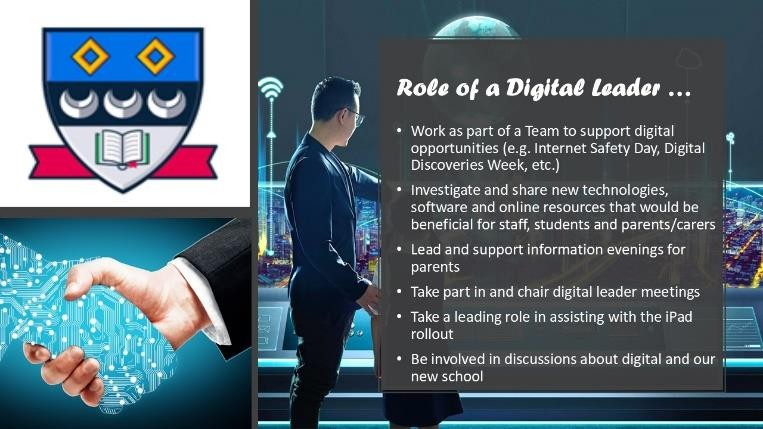 Role of a Digital Leader ...
• Work as part of a Team to support digital
opportunities (e.g. Internet Safety Day, Digital
Discoveries Week, etc.)
• Investigate and share new technologies,
software and online resources that would be
beneficial for staff, students and parents/carers
• Lead and support information evenings for
parents
• Take part in and chair digital leader meetings
• Take a leading role in assisting with the iPad
rollout
• Be involved in discussions about digital and our
new school